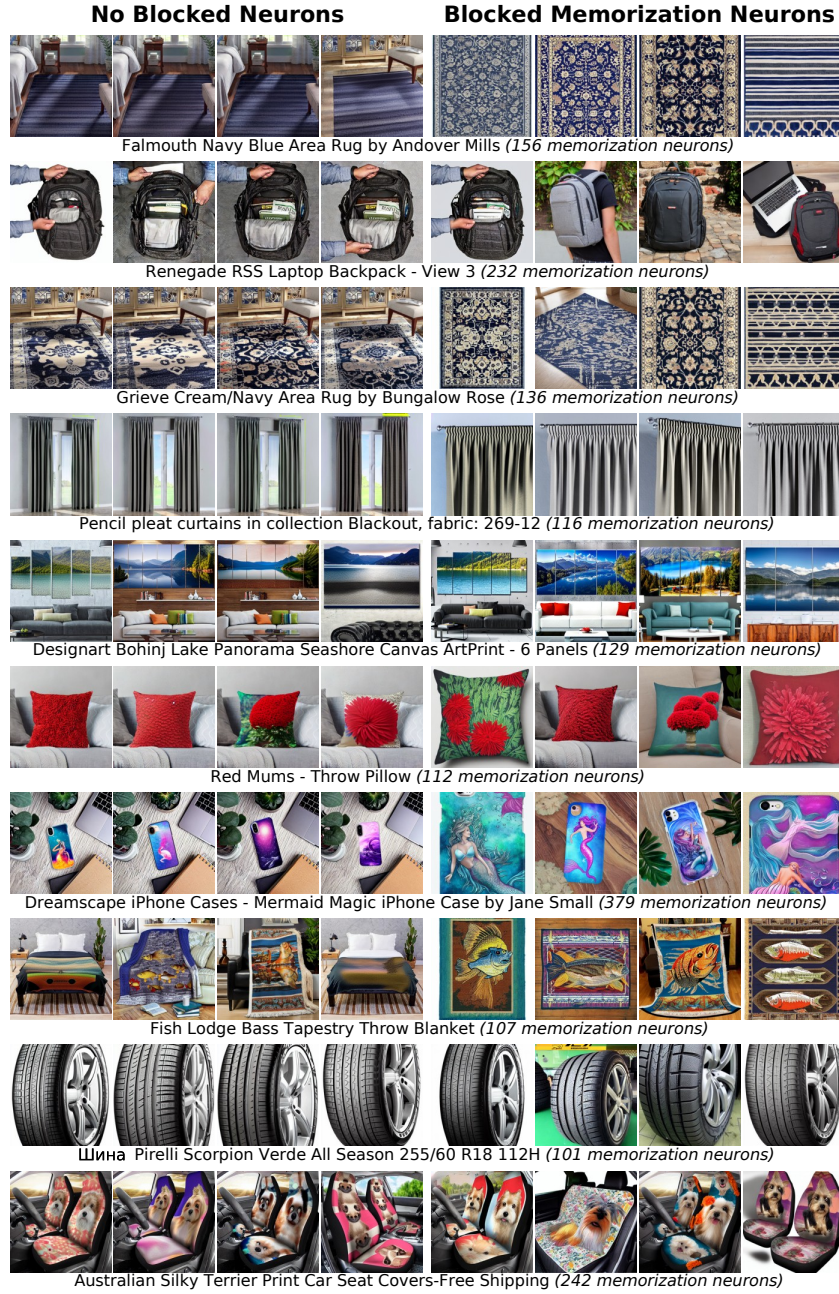 No Blocked Neurons
Blocked Memorization Neurons
Falmouth Navy Blue Area Rug by Andover Mills (156 memorization neurons)
Renegade RSS Laptop Backpack - View 3 (232 memorization neurons)
Grieve Cream/Navy Area Rug by Bungalow Rose (136 memorization neurons)
Pencil pleat curtains in collection Blackout, fabric: 269-12 (116 memorization neurons)
Designart Bohinj Lake Panorama Seashore Canvas ArtPrint - 6 Panels (129 memorization neurons)
Red Mums - Throw Pillow (112 memorization neurons)
Dreamscape iPhone Cases - Mermaid Magic iPhone Case by Jane Small (379 memorization neurons)
Fish Lodge Bass Tapestry Throw Blanket (107 memorization neurons)
Шина Pirelli Scorpion Verde All Season 255/60 R18 112H (101 memorization neurons)
Australian Silky Terrier Print Car Seat Covers-Free Shipping (242 memorization neurons)